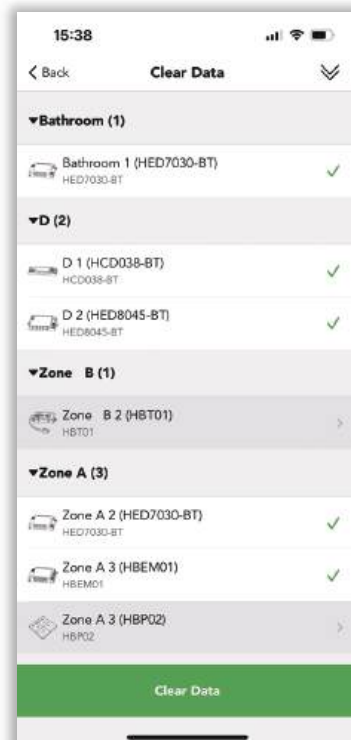 15:38
Back
Clear Data
Bathroom (1)
Bathroom 1 (HED7030-BT)
HED7030-BT
D (2)
D 1 (HCD038-BT)
HCD038-BT
D 2 (HED8045-BT)
HED8045-BT
Zone B (1)
Zone B 2 (HBT01)
HBT01
Zone A (3)
Zone A 2 (HED7030-BT)
HED7030-BT
Zone A 3 (HBEM01)
HBEM01
Zone A 3 (HBP02)
HBP02
Clear Data